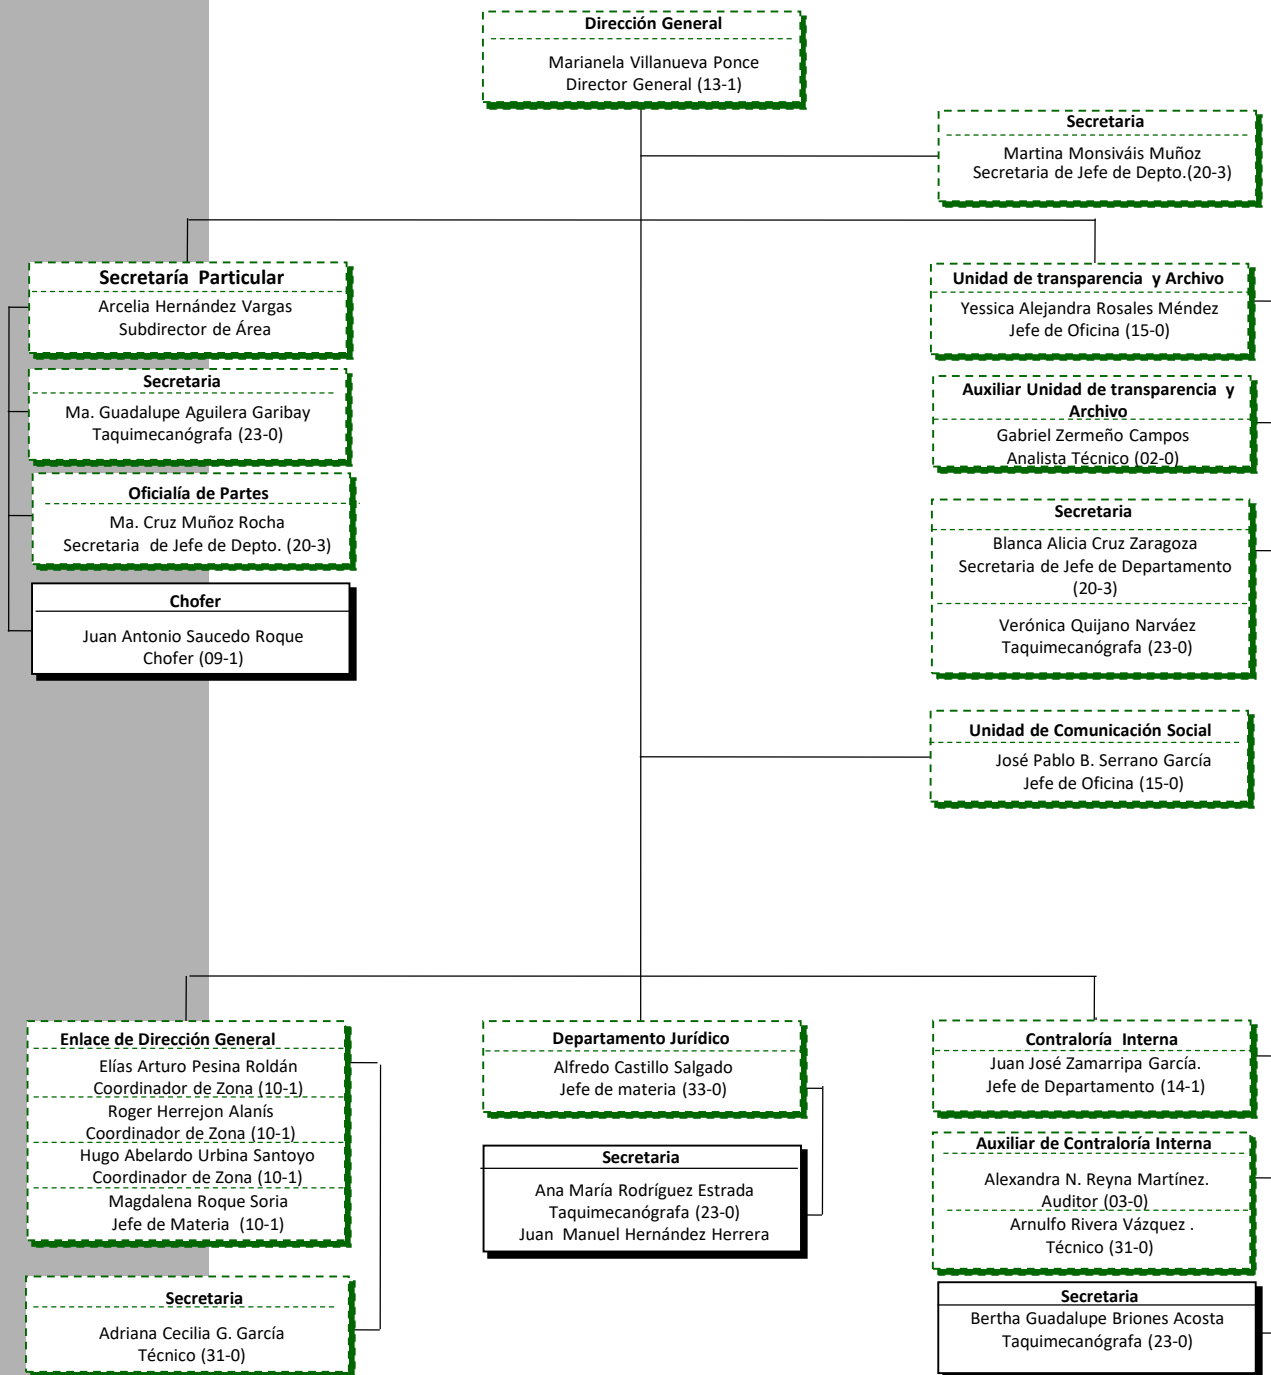 Dirección General
Marianela Villanueva Ponce
Director General (13-1)
Secretaria
Martina Monsiváis Muñoz
Secretaria de Jefe de Depto.(20-3)
Secretaría Particular
Arcelia Hernández Vargas
Subdirector de Área
Secretaria
Ma. Guadalupe Aguilera Garibay
Taquimecanógrafa (23-0)
Oficialía de Partes
Ma. Cruz Muñoz Rocha
Secretaria de Jefe de Depto. (20-3)
Chofer
Juan Antonio Saucedo Roque
Chofer (09-1)
Unidad de transparencia y Archivo
Yessica Alejandra Rosales Méndez
Jefe de Oficina (15-0)
Auxiliar Unidad de transparencia y
Archivo
Gabriel Zermeño Campos
Analista Técnico (02-0)
Secretaria
Blanca Alicia Cruz Zaragoza
Secretaria de Jefe de Departamento
(20-3)
Verónica Quijano Narváez
Taquimecanógrafa (23-0)
Unidad de Comunicación Social
José Pablo B. Serrano García
Jefe de Oficina (15-0)
Enlace de Dirección General
Elías Arturo Pesina Roldán
Coordinador de Zona (10-1)
Roger Herrejon Alanís
Coordinador de Zona (10-1)
Hugo Abelardo Urbina Santoyo
Coordinador de Zona (10-1)
Magdalena Roque Soria
Jefe de Materia (10-1)
Secretaria
Adriana Cecilia G. García
Técnico (31-0)
Departamento Jurídico
Alfredo Castillo Salgado
Jefe de materia (33-0)
Secretaria
Ana María Rodríguez Estrada
Taquimecanógrafa (23-0)
Juan Manuel Hernández Herrera
Contraloría Interna
Juan José Zamarripa García.
Jefe de Departamento (14-1)
Auxiliar de Contraloría Interna
Alexandra N. Reyna Martínez.
Auditor (03-0)
Arnulfo Rivera Vázquez .
Técnico (31-0)
Secretaria
Bertha Guadalupe Briones Acosta
Taquimecanógrafa (23-0)